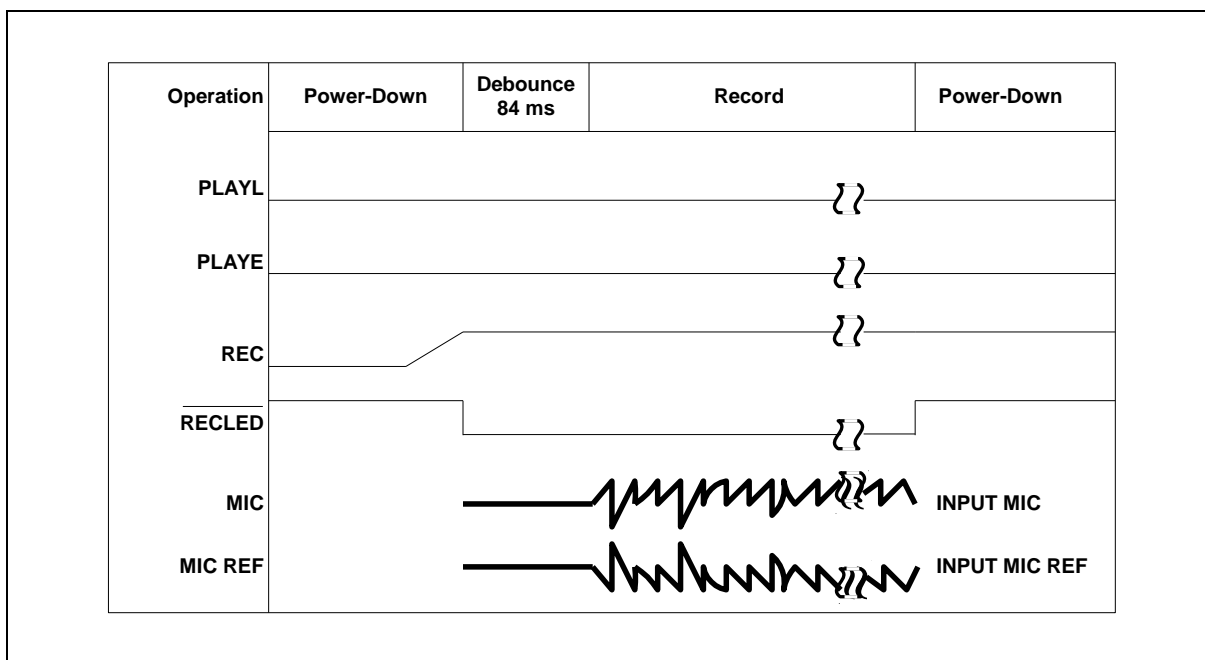 Operation Power-Down Debounce 84 ms Record Power-Down
PLAYL
PLAYE
REC
RECLED
MIC INPUT MIC
MIC REF INPUT MIC REF